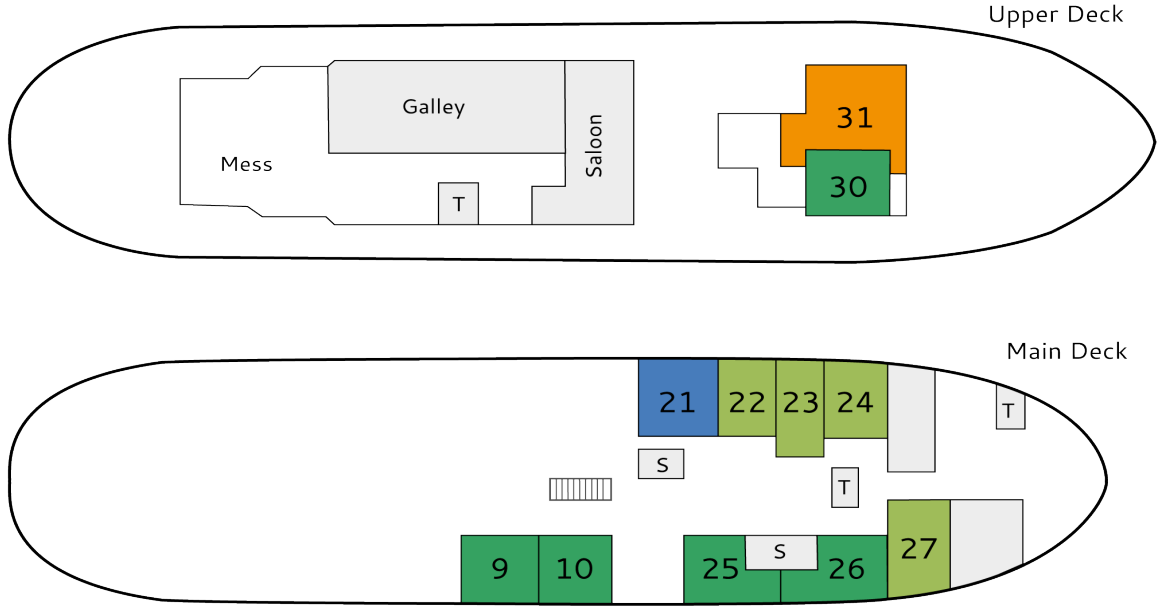 Upper Deck
Galley
Saloon
Mess
T
31
30
Main Deck
21 22 23 24
T
S
T
9 10 25 S 26 27